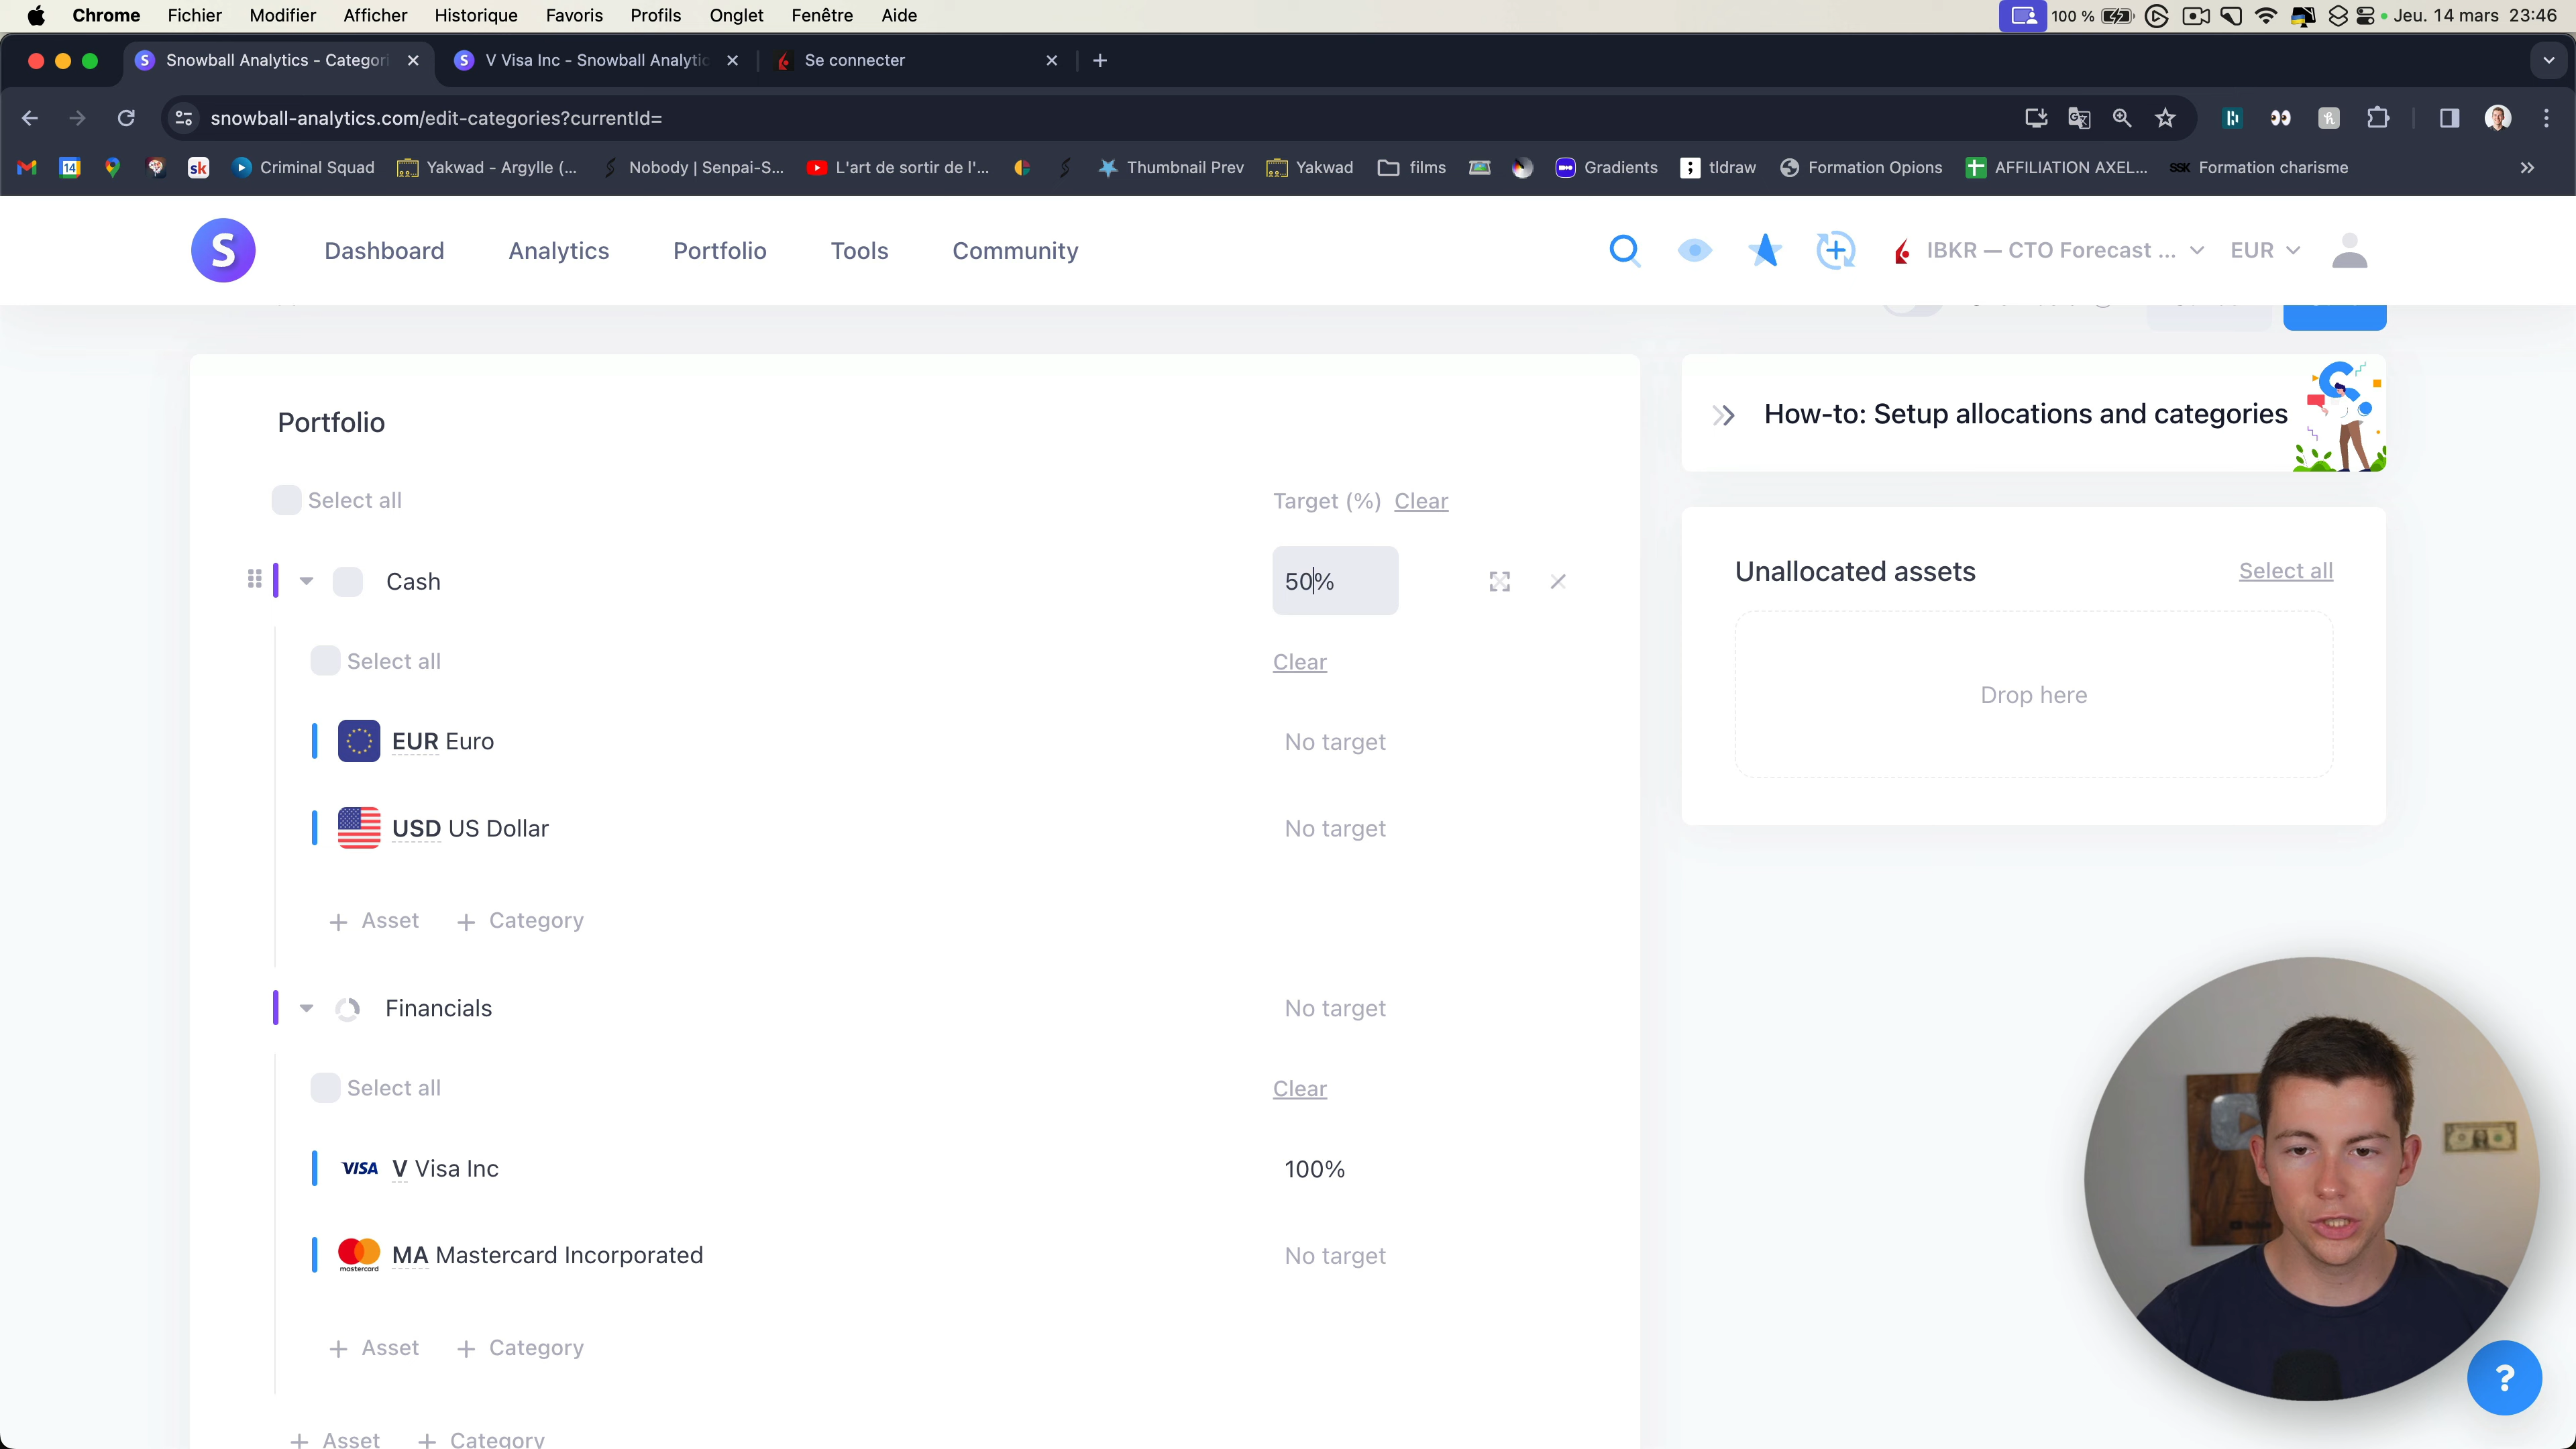 Chrome Fichier Modifier Afficher Historique Favoris Profils Onglet Fenêtre Aide 100 % Jeu. 14 mars 23:46
Snowball Analytics - Categori V Visa Inc - Snowball Analytic Se connecter
snowball-analytics.com/edit-categories?currentId=
14 sk Criminal Squad Yakwad - Argylle (... Nobody | Senpai-S... L'art de sortir de l'... Thumbnail Prev Yakwad films Gradients tldraw Formation Opions AFFILIATION AXEL... SSK Formation charisme
S Dashboard Analytics Portfolio Tools Community IBKR — CTO Forecast ... EUR
Portfolio
How-to: Setup allocations and categories
Select all Target (%) Clear
Cash 50%
Unallocated assets Select all
Select all Clear
Drop here
EUR Euro No target
USD US Dollar No target
+ Asset + Category
Financials No target
Select all Clear
VISA V Visa Inc 100%
mastercard MA Mastercard Incorporated No target
+ Asset + Category
?
+ Asset + Category